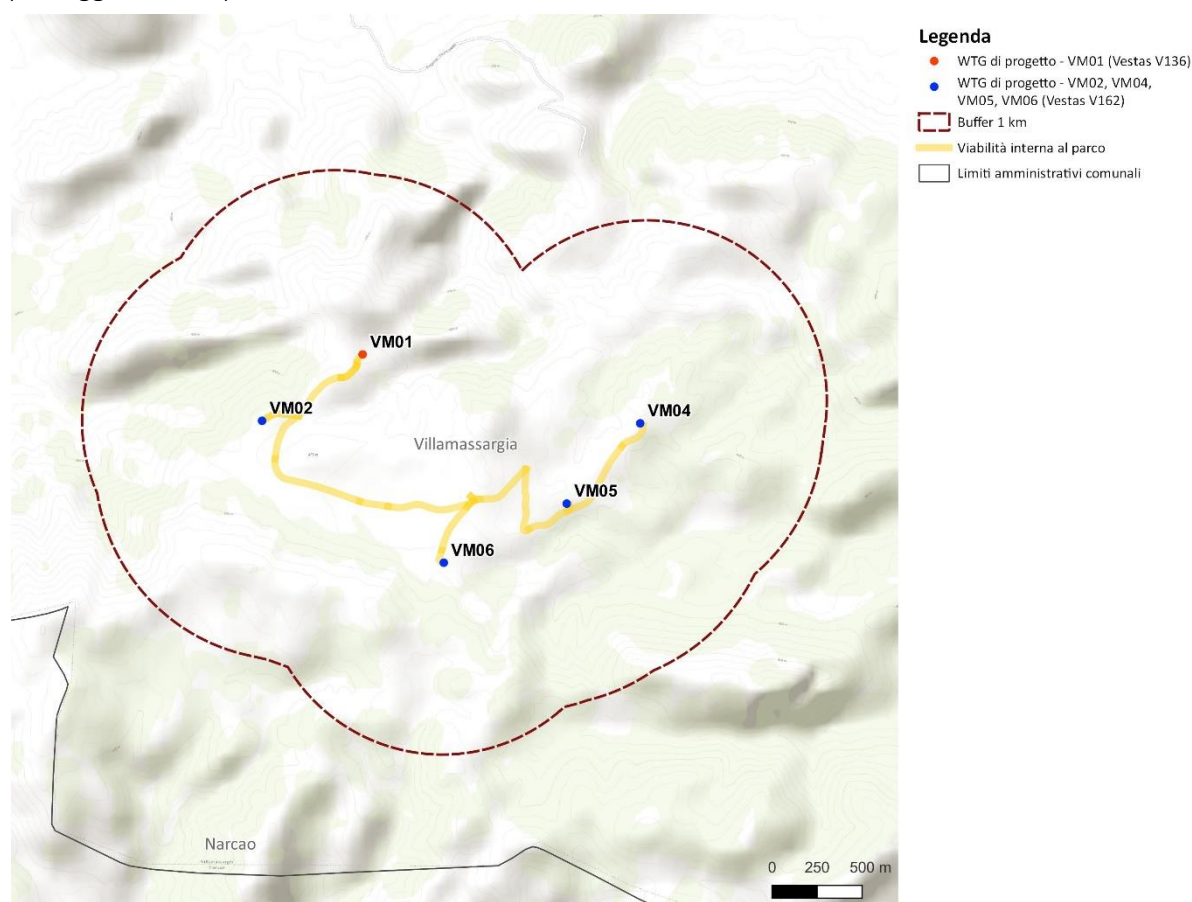 Legenda
WTG di progetto - VM01 (Vestas V136)
WTG di progetto - VM02, VM04,
VM05, VM06 (Vestas V162)
Buffer 1 km
Viabilità interna al parco
Limiti amministrativi comunali
VM01
VM02
VM04
Villamassargia
VM05
VM06
Narcao
0 250 500 m